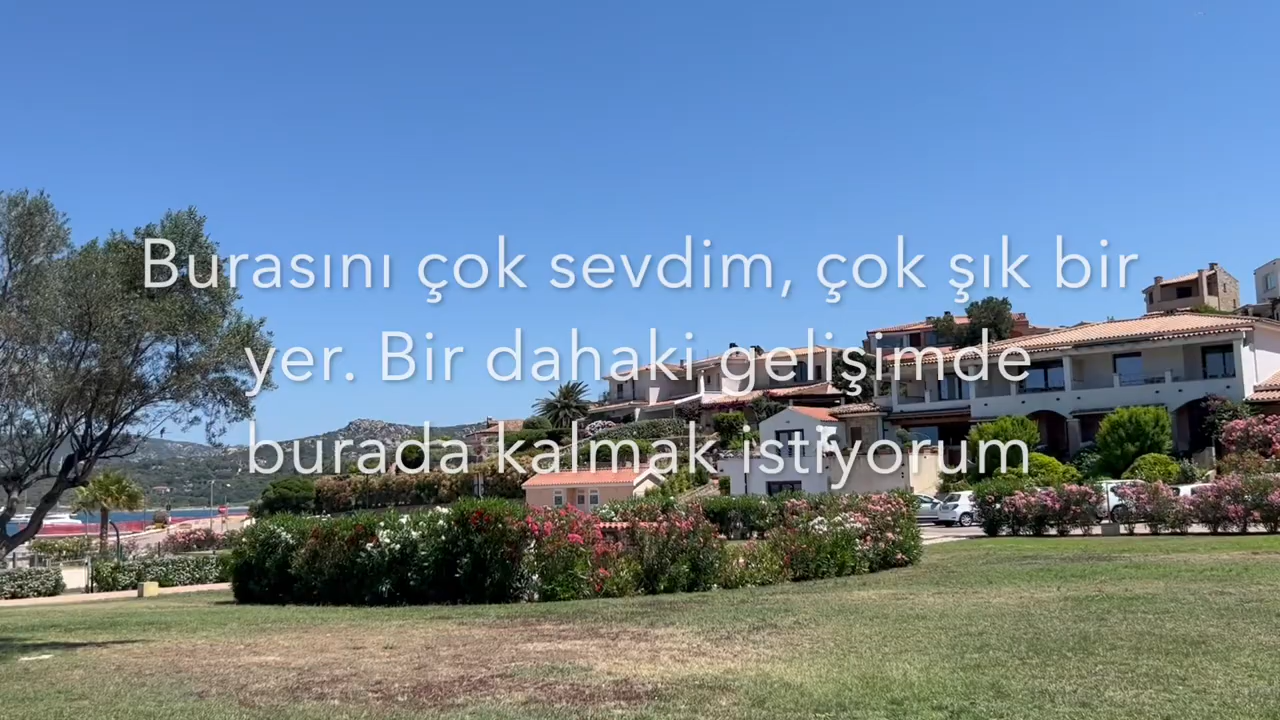 Burasını çok sevdim, çok şık bir
yer. Bir dahaki gelişimde
burada kalmak istiyorum